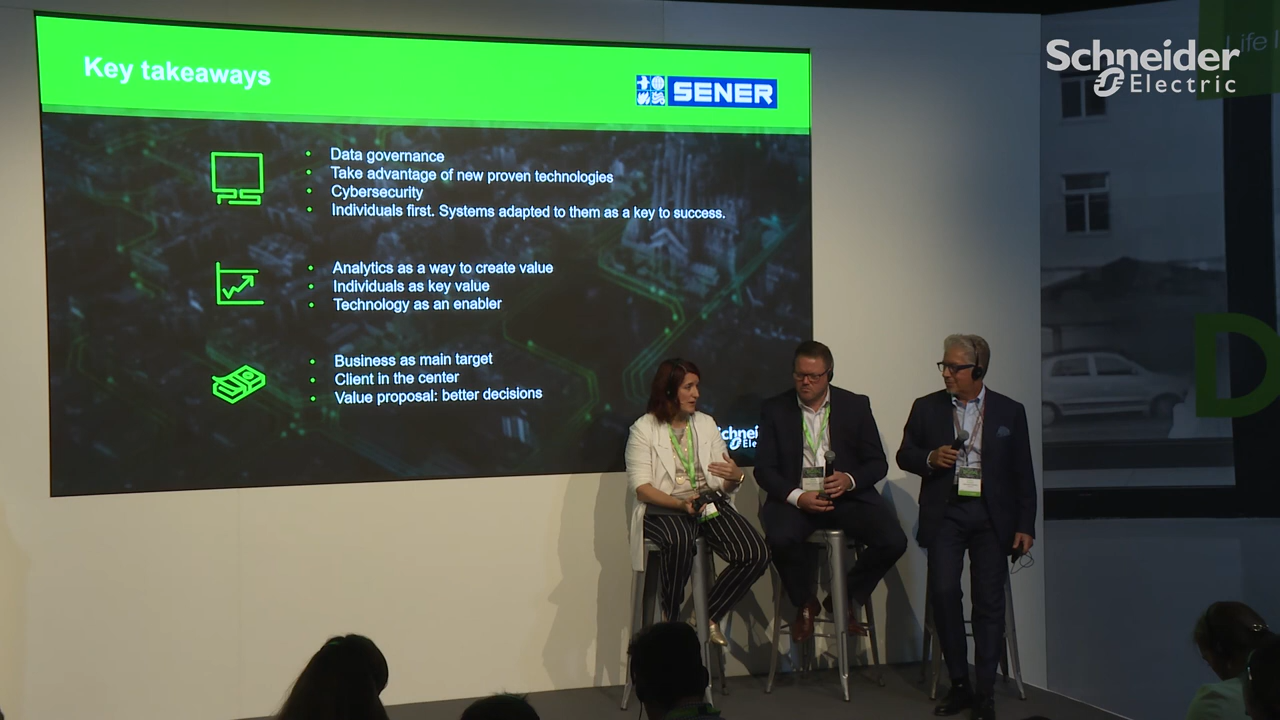 Key takeaways
SENER
Schneider
Electric
Life
Data governance
Take advantage of new proven technologies
Cybersecurity
Individuals first. Systems adapted to them as a key to success.
Analytics as a way to create value
Individuals as key value
Technology as an enabler
Business as main target
Client in the center
Value proposal: better decisions
D